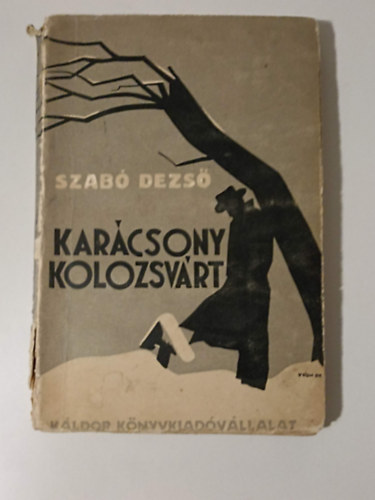 SZABÓ DEZSŐ
KARÁCSONY
KOLOZSVÁRT
KÁLDOR KÖNYVKIADÓVÁLLALAT